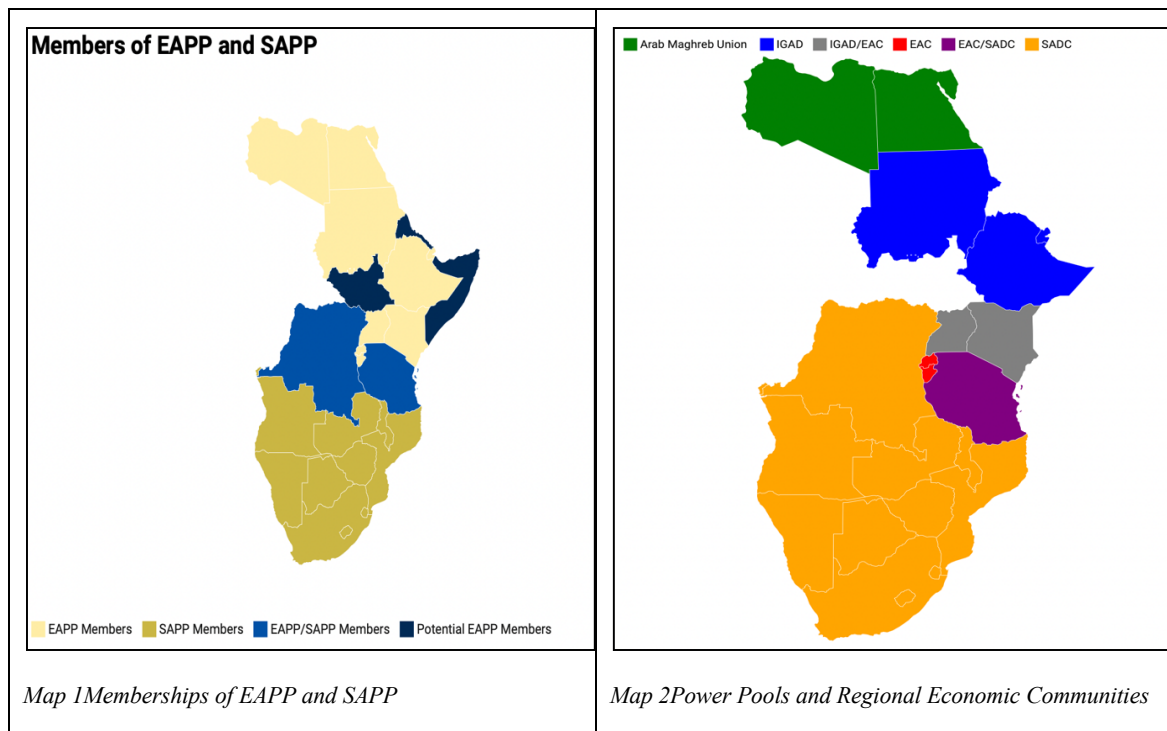 Members of EAPP and SAPP
EAPP Members SAPP Members EAPP/SAPP Members Potential EAPP Members
Map 1Memberships of EAPP and SAPP
Arab Maghreb Union IGAD IGAD/EAC EAC EAC/SADC SADC
Map 2Power Pools and Regional Economic Communities